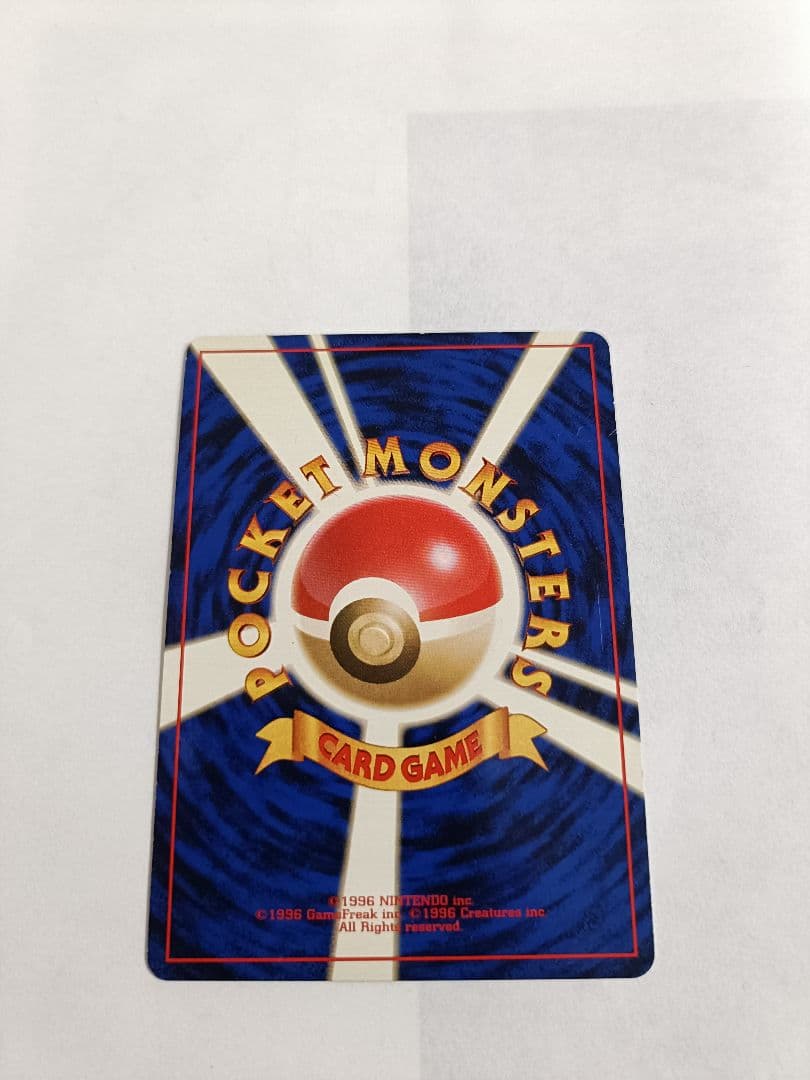 POCKET MONSTERS
CARD GAME
©1996 NINTENDO inc.
©1996 GameFreak inc. ©1996 Creatures inc.
All Rights reserved.